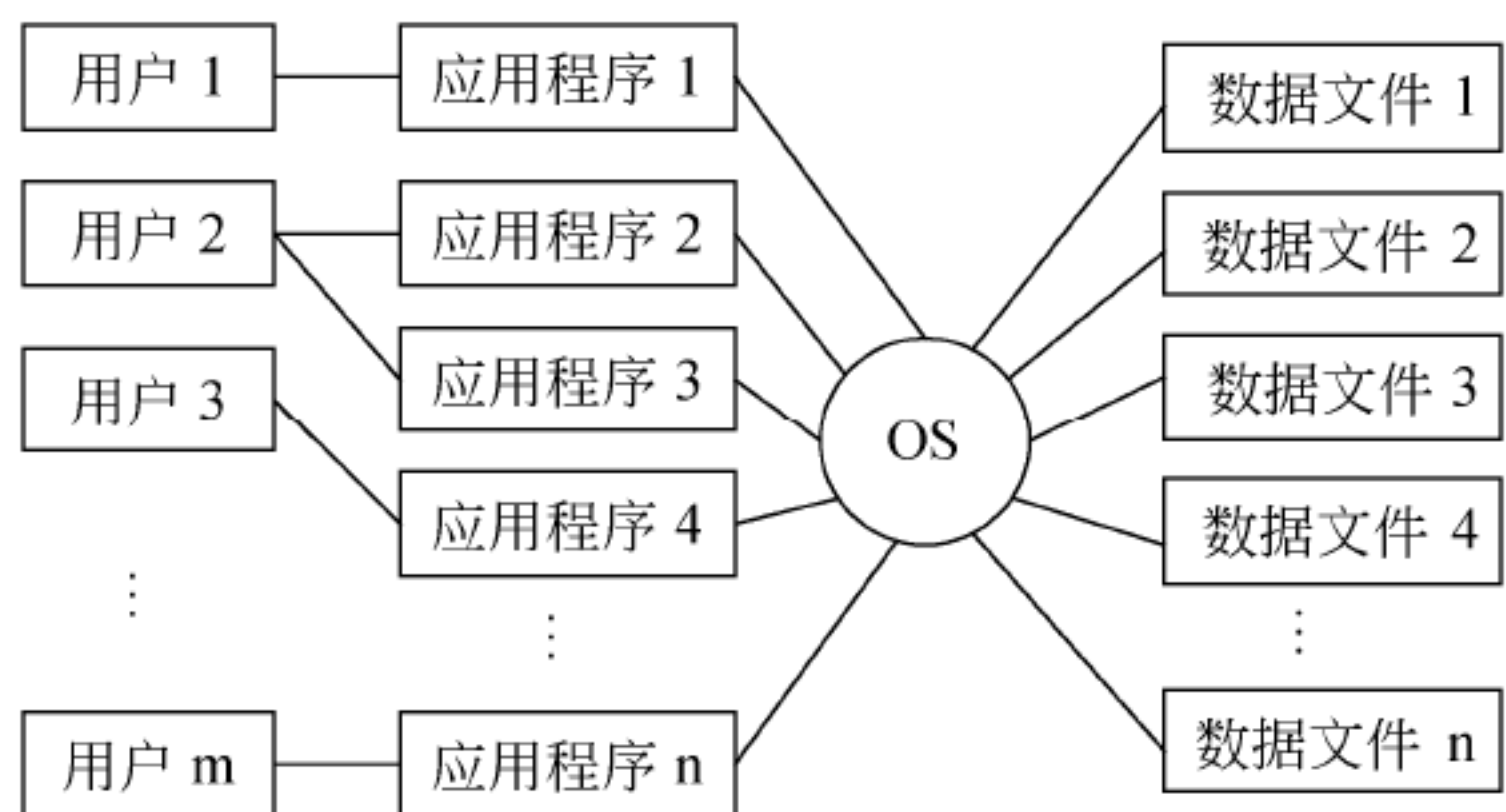 用户 1
应用程序 1
数据文件 1
用户 2
应用程序 2
数据文件 2
用户 3
应用程序 3
数据文件 3
OS
应用程序 4
数据文件 4
⋮
⋮
⋮
用户 m
应用程序 n
数据文件 n